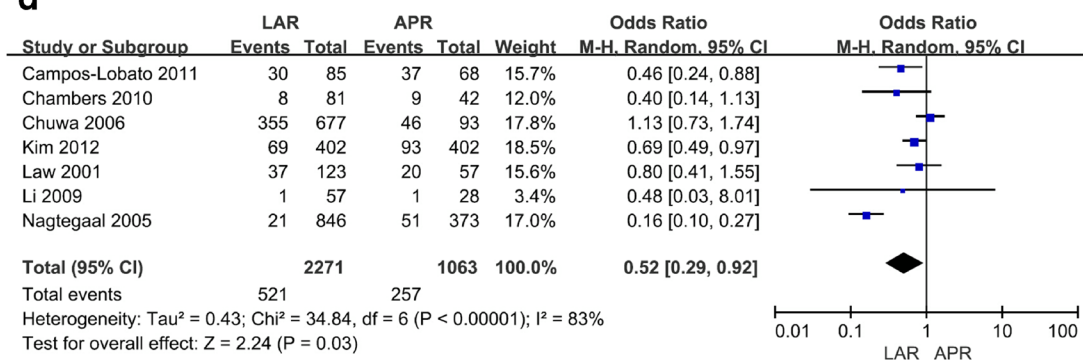 d
LAR APR Odds Ratio Odds Ratio
Study or Subgroup Events Total Events Total Weight M-H, Random, 95% CI M-H, Random, 95% CI
Campos-Lobato 2011 30 85 37 68 15.7% 0.46 [0.24, 0.88]
Chambers 2010 8 81 9 42 12.0% 0.40 [0.14, 1.13]
Chuwa 2006 355 677 46 93 17.8% 1.13 [0.73, 1.74]
Kim 2012 69 402 93 402 18.5% 0.69 [0.49, 0.97]
Law 2001 37 123 20 57 15.6% 0.80 [0.41, 1.55]
Li 2009 1 57 1 28 3.4% 0.48 [0.03, 8.01]
Nagtegaal 2005 21 846 51 373 17.0% 0.16 [0.10, 0.27]
Total (95% CI) 2271 1063 100.0% 0.52 [0.29, 0.92]
Total events 521 257
Heterogeneity: Tau² = 0.43; Chi² = 34.84, df = 6 (P < 0.00001); I² = 83%
Test for overall effect: Z = 2.24 (P = 0.03)
0.01 0.1 1 10 100
LAR APR